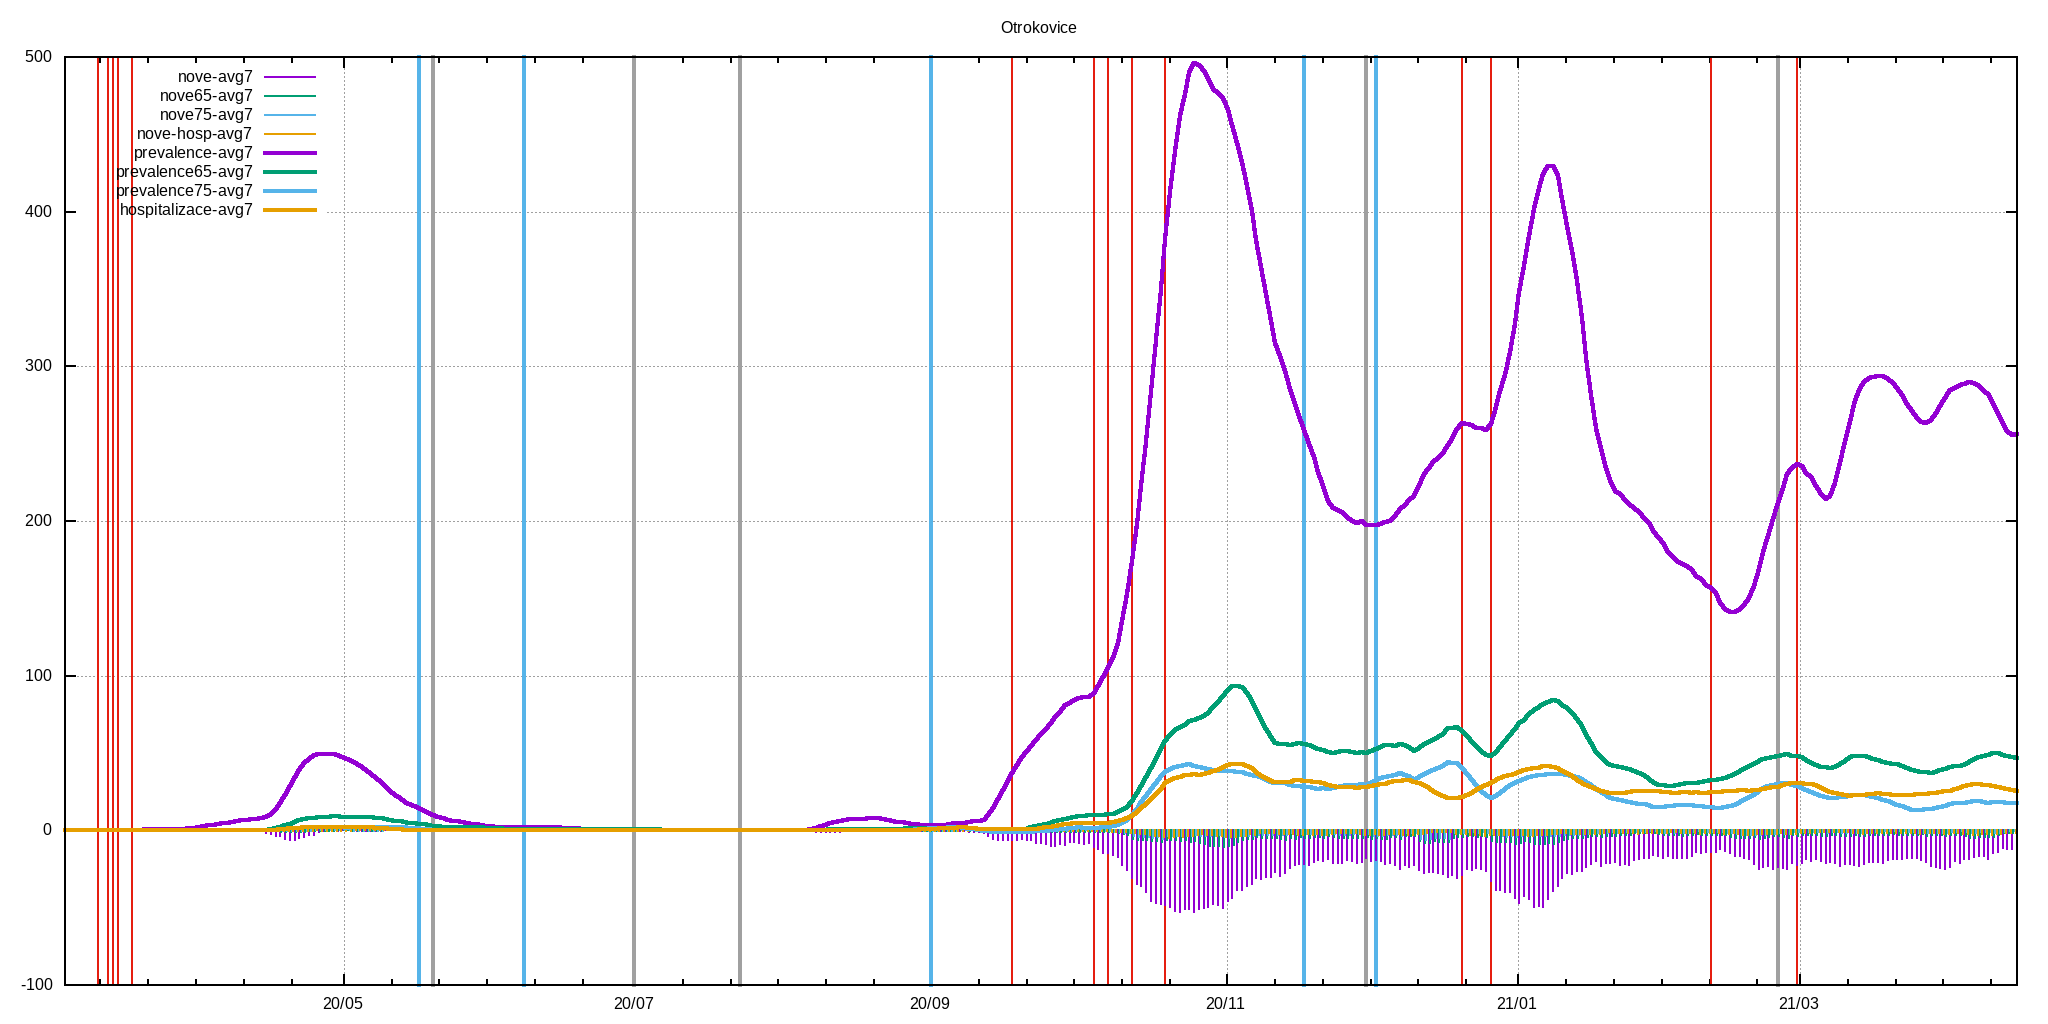 Otrokovice
500
nove-avg7
nove65-avg7
nove75-avg7
nove-hosp-avg7
prevalence-avg7
prevalence65-avg7
prevalence75-avg7
hospitalizace-avg7
400
300
200
100
0
-100
20/05
20/07
20/09
20/11
21/01
21/03